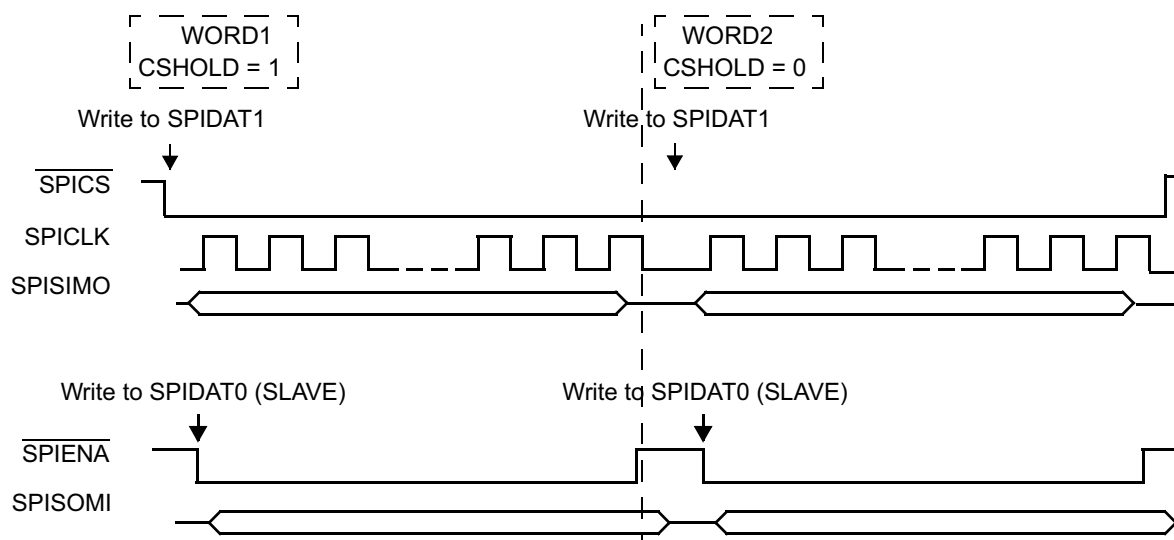 WORD1
CSHOLD = 1
WORD2
CSHOLD = 0
Write to SPIDAT1
Write to SPIDAT1
SPICS
SPICLK
SPISIMO
Write to SPIDAT0 (SLAVE)
Write to SPIDAT0 (SLAVE)
SPIENA
SPISOMI